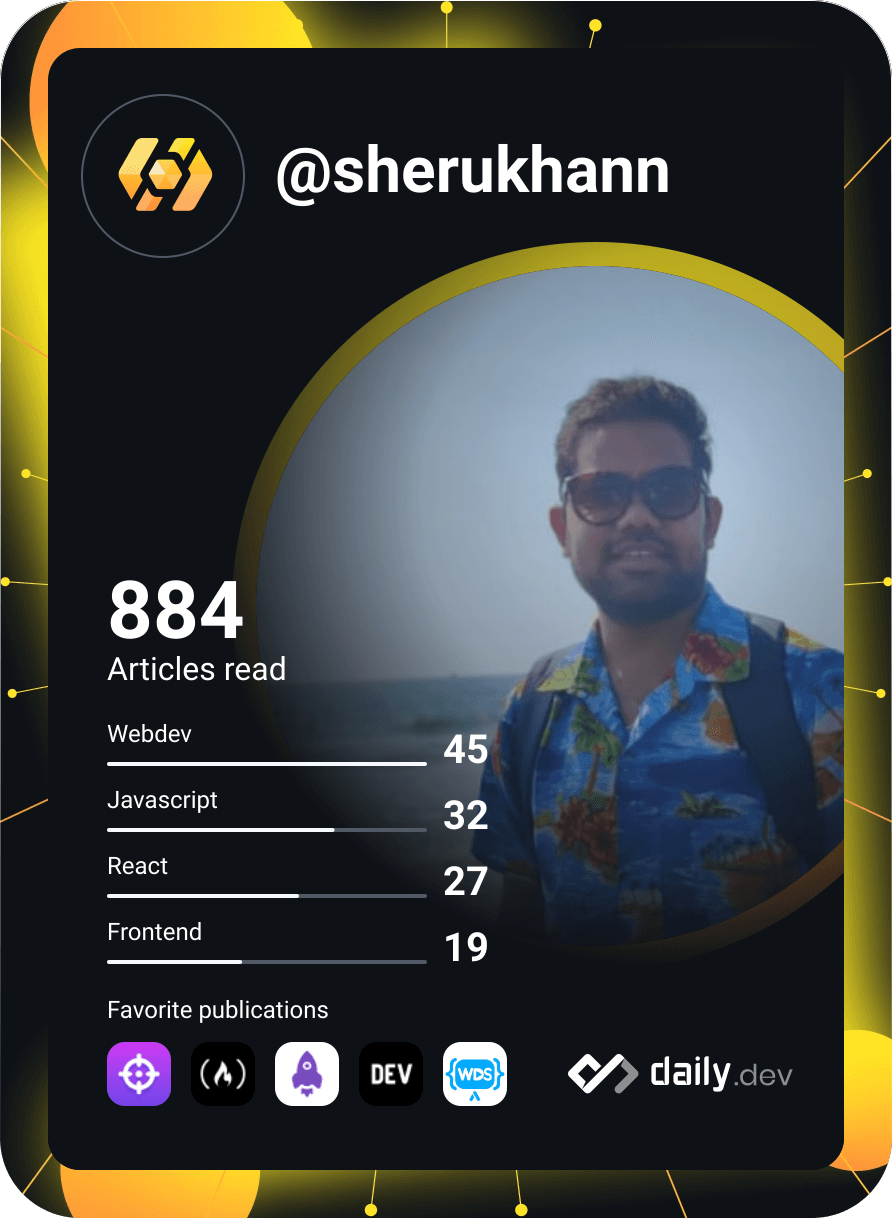 @sherukhann
884
Articles read
Webdev
45
Javascript
32
React
27
Frontend
19
Favorite publications
DEV
{WDS}
daily.dev